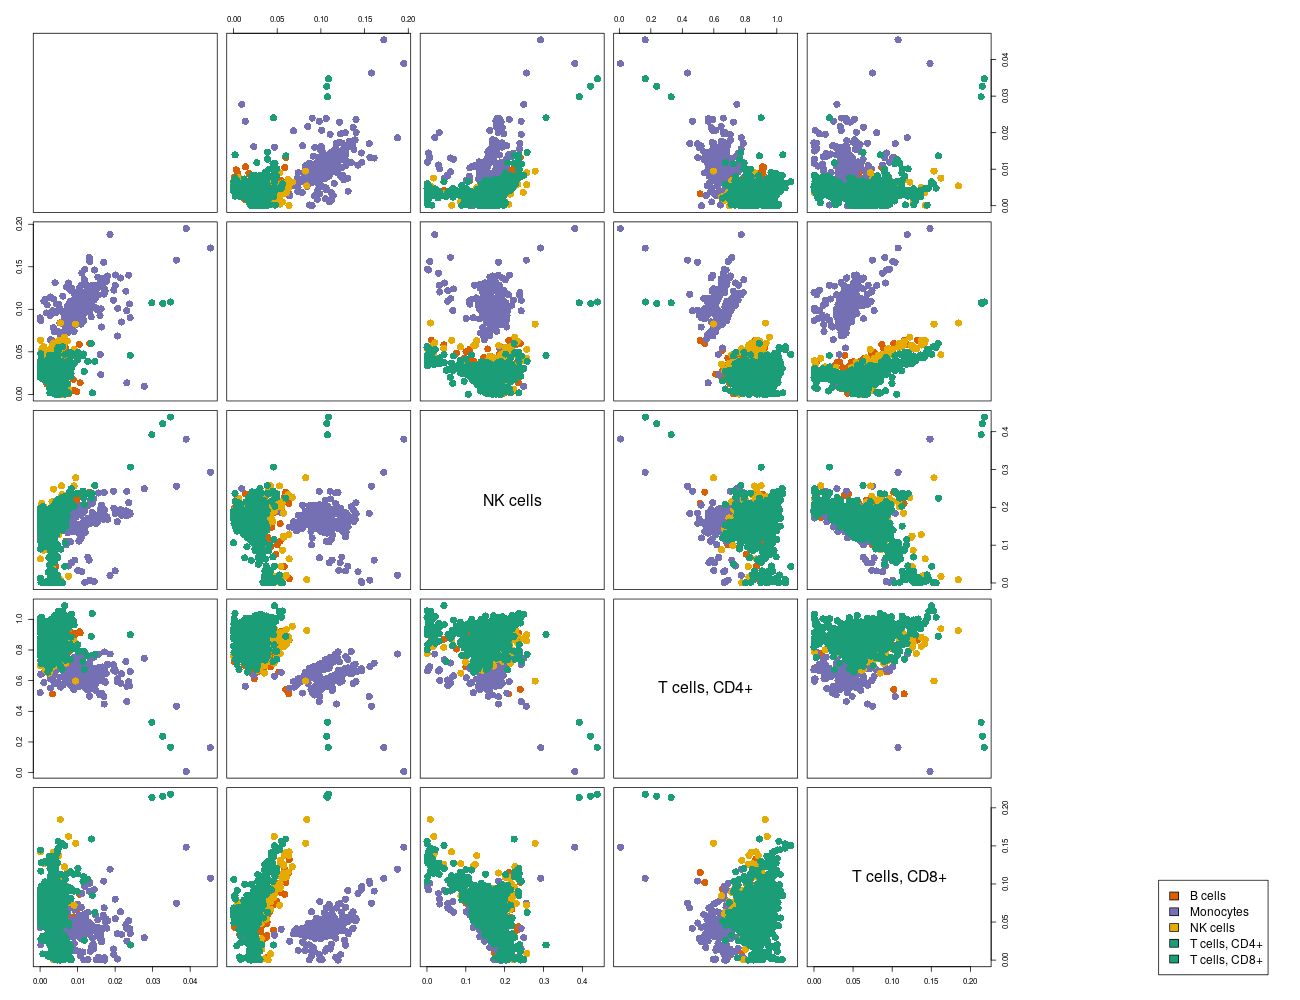 0.00 0.05 0.10 0.15 0.20 0.0 0.2 0.4 0.6 0.8 1.0
0.00 0.01 0.02 0.03 0.04
0.00 0.05 0.10 0.15 0.20
NK cells
0.0 0.1 0.2 0.3 0.4
T cells, CD4+
0.0 0.2 0.4 0.6 0.8 1.0
T cells, CD8+
0.00 0.05 0.10 0.15 0.20
0.00 0.01 0.02 0.03 0.04 0.0 0.1 0.2 0.3 0.4 0.00 0.05 0.10 0.15 0.20
B cells
Monocytes
NK cells
T cells, CD4+
T cells, CD8+